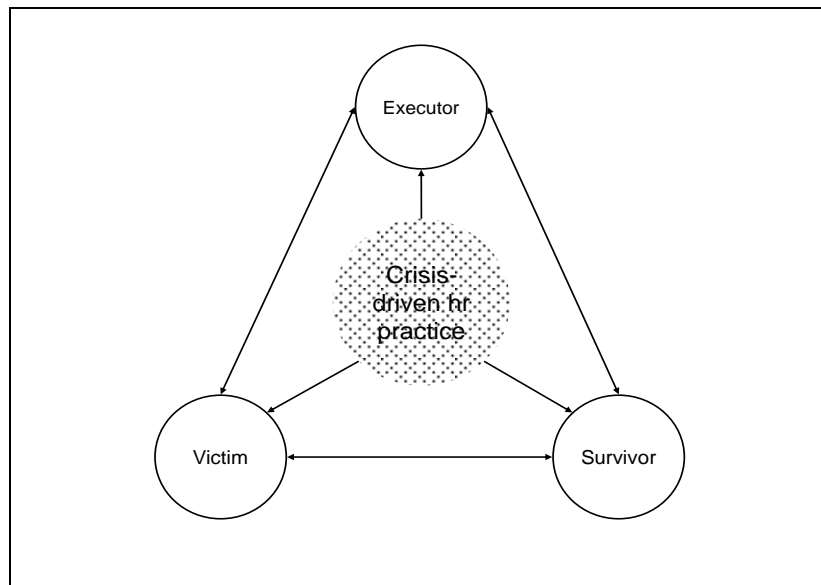 Executor
Crisis-
driven hr
practice
Victim
Survivor